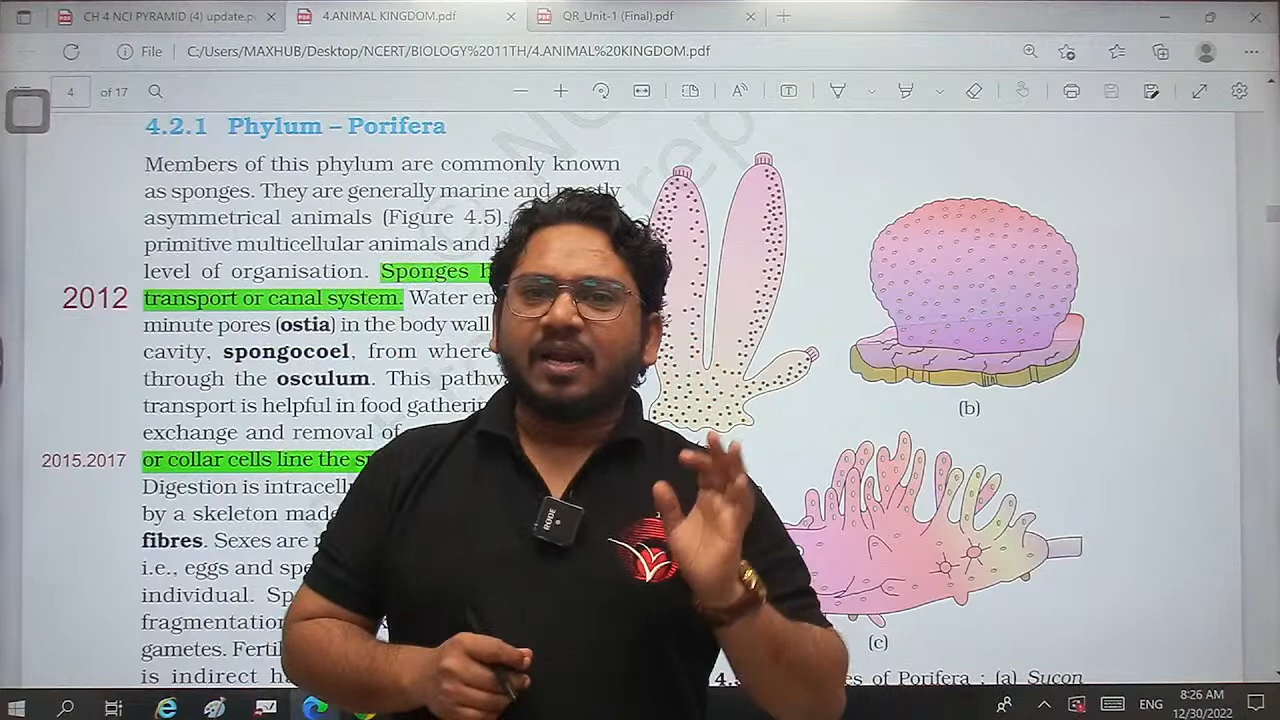 CH 4 NCI PYRAMID (4) update.p
4.ANIMAL KINGDOM.pdf
QR_Unit-1 (Final).pdf
File
C:/Users/MAXHUB/Desktop/NCERT/BIOLOGY%2011TH/4.ANIMAL%20KINGDOM.pdf
4 of 17
4.2.1 Phylum – Porifera
Members of this phylum are commonly known
as sponges. They are generally marine and mostly
asymmetrical animals (Figure 4.5).
primitive multicellular animals and
level of organisation. Sponges h
2012
transport or canal system. Water en
minute pores (ostia) in the body wall
cavity, spongocoel, from where
through the osculum. This pathw
transport is helpful in food gatherin
exchange and removal of
2015.2017
or collar cells line the s
Digestion is intracell
by a skeleton made
fibres. Sexes are
i.e., eggs and spe
individual. Sp
fragmentation
gametes. Fertil
is indirect h
(b)
(c)
es of Porifera : (a) Sycon
RODE
ENG
8:26 AM
12/30/2022